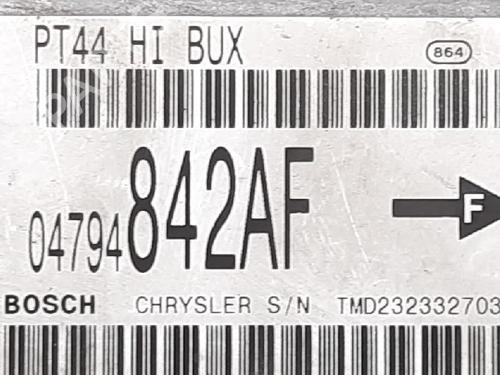 PT44 HI BUX 864
04794842AF F
BOSCH CHRYSLER S/N TMD232332703